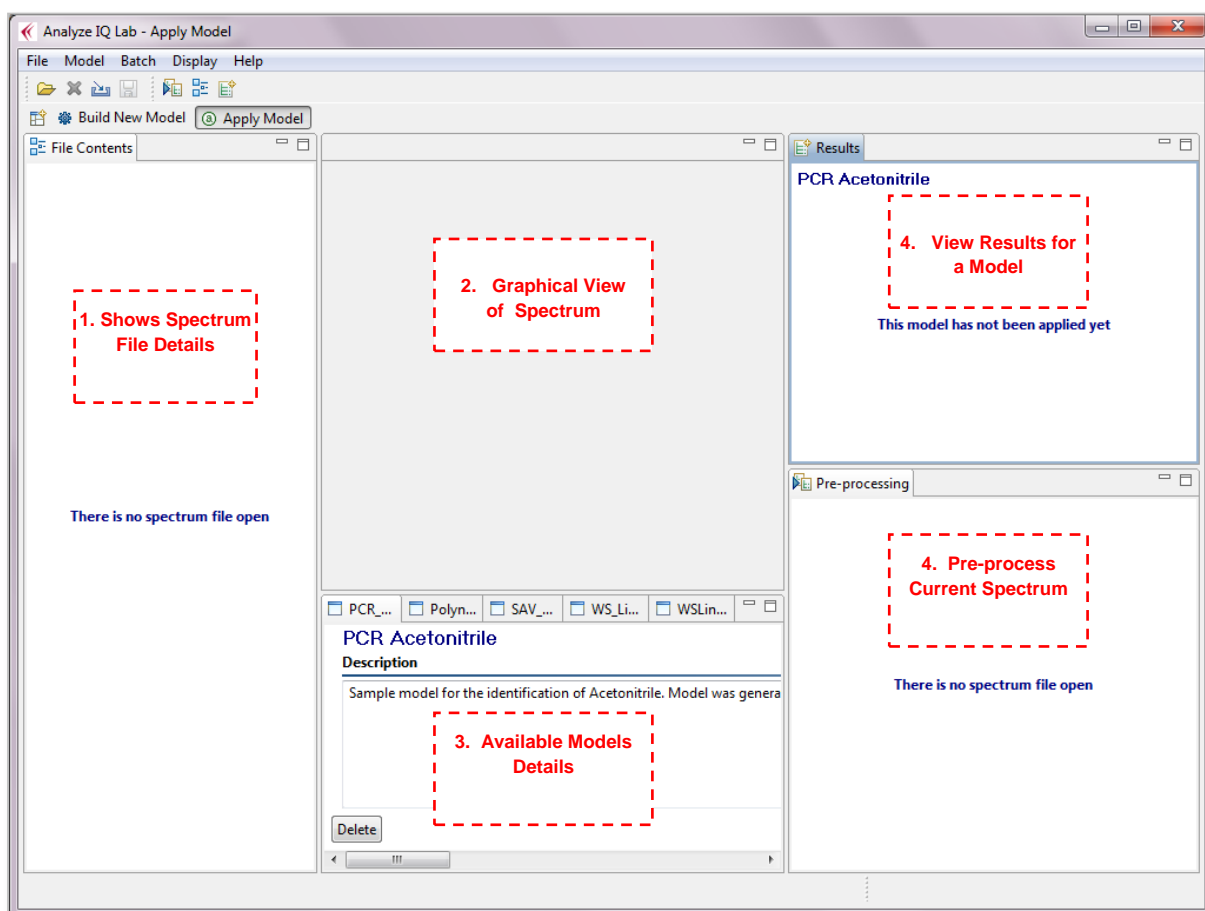 Analyze IQ Lab - Apply Model
File Model Batch Display Help
Build New Model Apply Model
File Contents
1. Shows Spectrum
File Details
There is no spectrum file open
2. Graphical View
of Spectrum
PCR_... Polyn... SAV_... WS_Li... WSLin...
PCR Acetonitrile
Description
Sample model for the identification of Acetonitrile. Model was genera
3. Available Models
Details
Delete
Results
PCR Acetonitrile
4. View Results for
a Model
This model has not been applied yet
Pre-processing
4. Pre-process
Current Spectrum
There is no spectrum file open